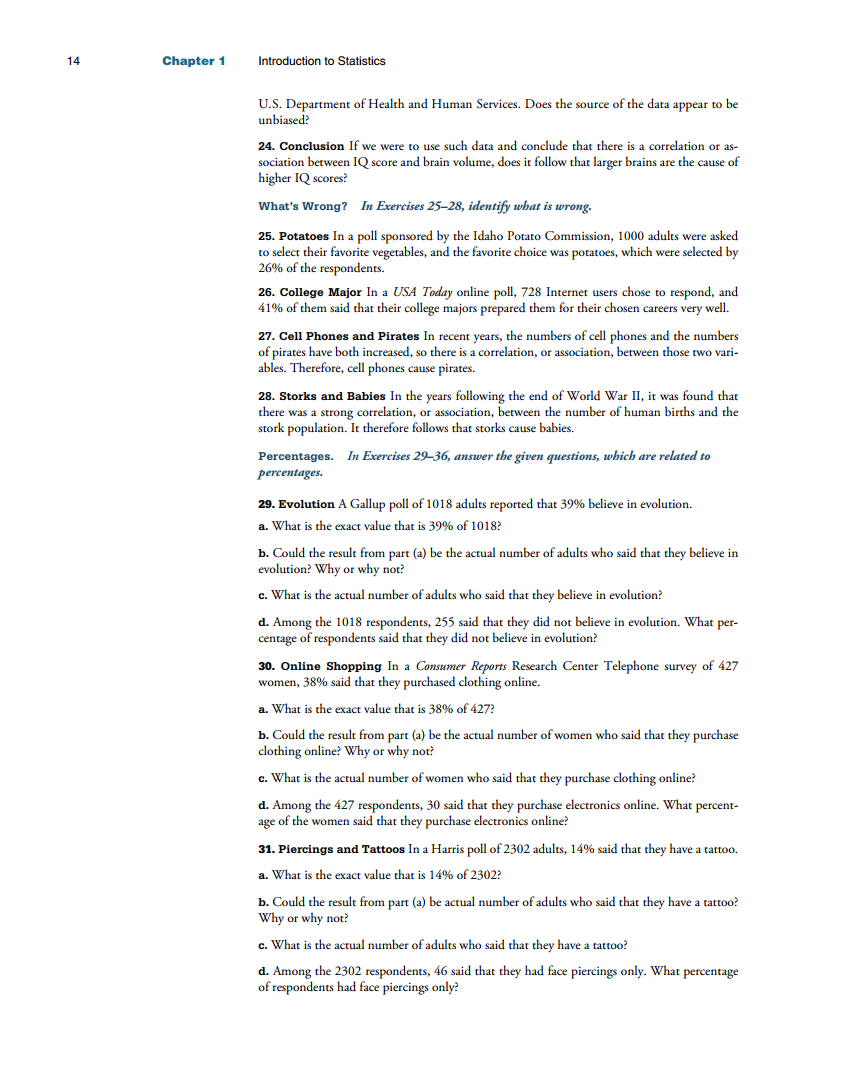 14 Chapter 1 Introduction to Statistics
U.S. Department of Health and Human Services. Does the source of the data appear to be
unbiased?
24. Conclusion If we were to use such data and conclude that there is a correlation or as-
sociation between IQ score and brain volume, does it follow that larger brains are the cause of
higher IQ scores?
What's Wrong? In Exercises 25–28, identify what is wrong.
25. Potatoes In a poll sponsored by the Idaho Potato Commission, 1000 adults were asked
to select their favorite vegetables, and the favorite choice was potatoes, which were selected by
26% of the respondents.
26. College Major In a USA Today online poll, 728 Internet users chose to respond, and
41% of them said that their college majors prepared them for their chosen careers very well.
27. Cell Phones and Pirates In recent years, the numbers of cell phones and the numbers
of pirates have both increased, so there is a correlation, or association, between those two vari-
ables. Therefore, cell phones cause pirates.
28. Storks and Babies In the years following the end of World War II, it was found that
there was a strong correlation, or association, between the number of human births and the
stork population. It therefore follows that storks cause babies.
Percentages. In Exercises 29–36, answer the given questions, which are related to
percentages.
29. Evolution A Gallup poll of 1018 adults reported that 39% believe in evolution.
a. What is the exact value that is 39% of 1018?
b. Could the result from part (a) be the actual number of adults who said that they believe in
evolution? Why or why not?
c. What is the actual number of adults who said that they believe in evolution?
d. Among the 1018 respondents, 255 said that they did not believe in evolution. What per-
centage of respondents said that they did not believe in evolution?
30. Online Shopping In a Consumer Reports Research Center Telephone survey of 427
women, 38% said that they purchased clothing online.
a. What is the exact value that is 38% of 427?
b. Could the result from part (a) be the actual number of women who said that they purchase
clothing online? Why or why not?
c. What is the actual number of women who said that they purchase clothing online?
d. Among the 427 respondents, 30 said that they purchase electronics online. What percent-
age of the women said that they purchase electronics online?
31. Piercings and Tattoos In a Harris poll of 2302 adults, 14% said that they have a tattoo.
a. What is the exact value that is 14% of 2302?
b. Could the result from part (a) be actual number of adults who said that they have a tattoo?
Why or why not?
c. What is the actual number of adults who said that they have a tattoo?
d. Among the 2302 respondents, 46 said that they had face piercings only. What percentage
of respondents had face piercings only?